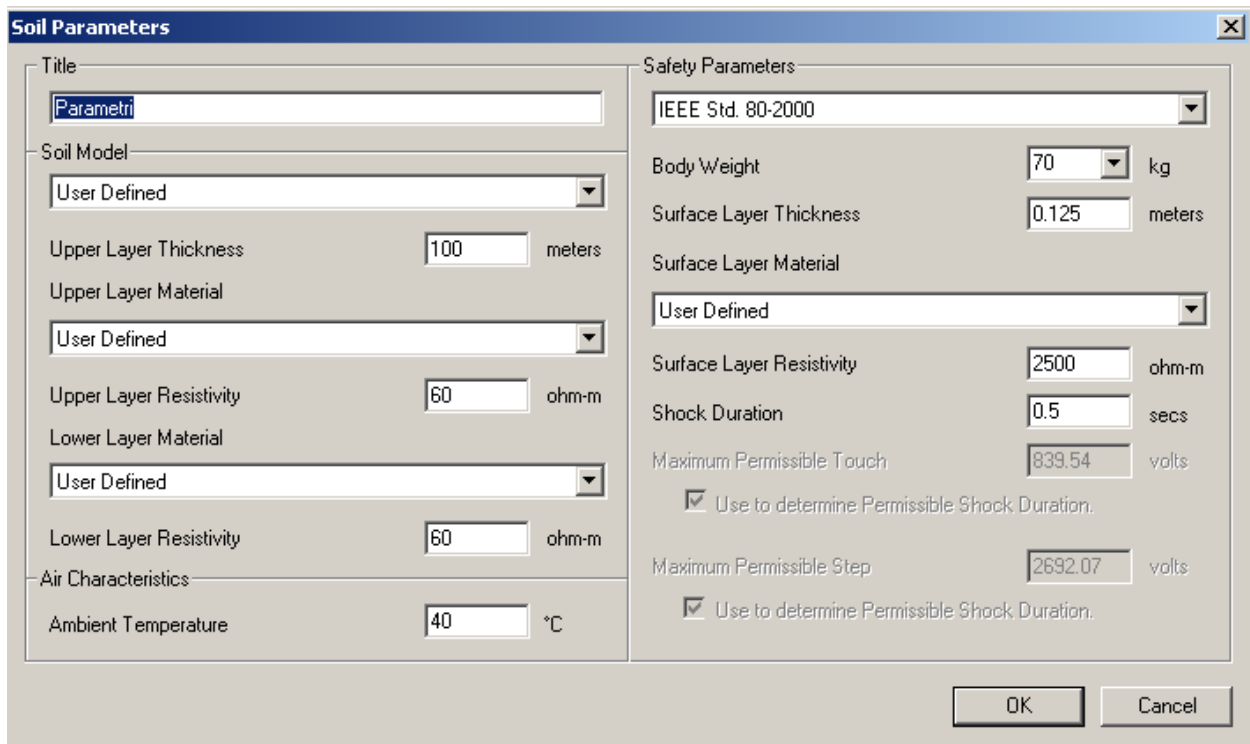 Soil Parameters
Title
Parametri
Soil Model
User Defined
Upper Layer Thickness 100 meters
Upper Layer Material
User Defined
Upper Layer Resistivity 60 ohm-m
Lower Layer Material
User Defined
Lower Layer Resistivity 60 ohm-m
Air Characteristics
Ambient Temperature 40 °C
Safety Parameters
IEEE Std. 80-2000
Body Weight 70 kg
Surface Layer Thickness 0.125 meters
Surface Layer Material
User Defined
Surface Layer Resistivity 2500 ohm-m
Shock Duration 0.5 secs
Maximum Permissible Touch 839.54 volts
Use to determine Permissible Shock Duration.
Maximum Permissible Step 2692.07 volts
Use to determine Permissible Shock Duration.
OK Cancel